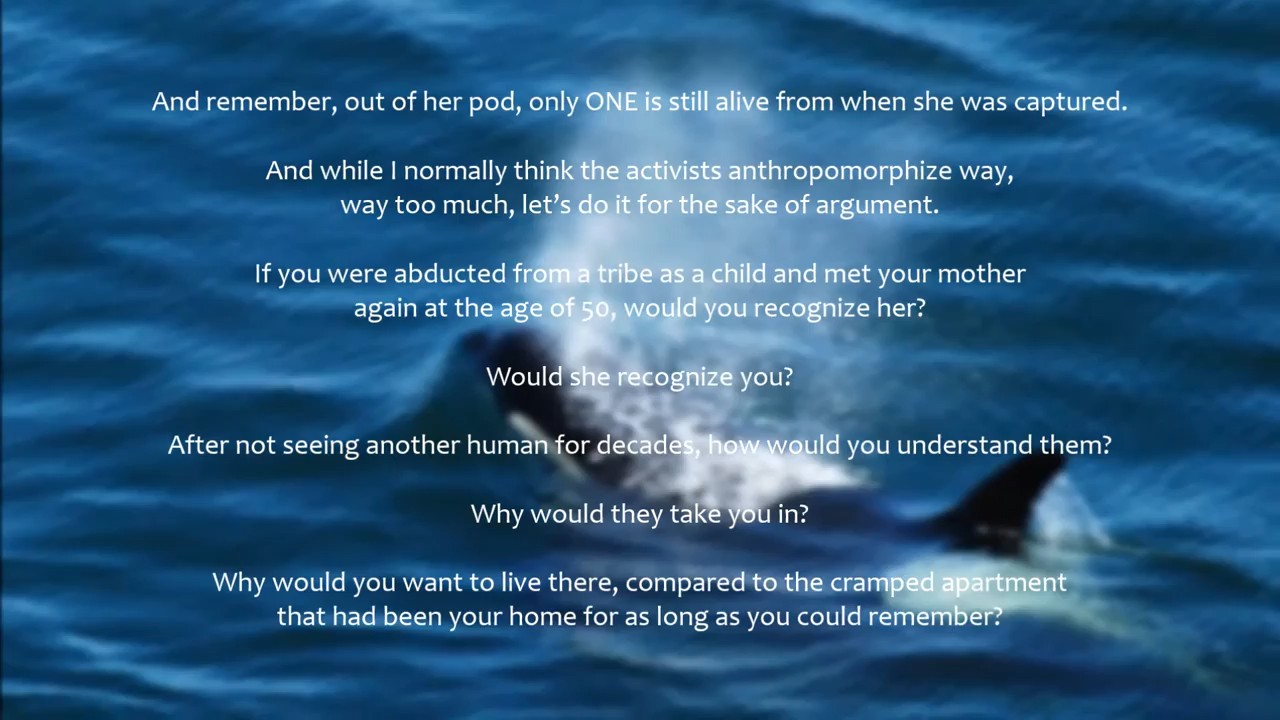 And remember, out of her pod, only ONE is still alive from when she was captured.
And while I normally think the activists anthropomorphize way,
way too much, let’s do it for the sake of argument.
If you were abducted from a tribe as a child and met your mother
again at the age of 50, would you recognize her?
Would she recognize you?
After not seeing another human for decades, how would you understand them?
Why would they take you in?
Why would you want to live there, compared to the cramped apartment
that had been your home for as long as you could remember?